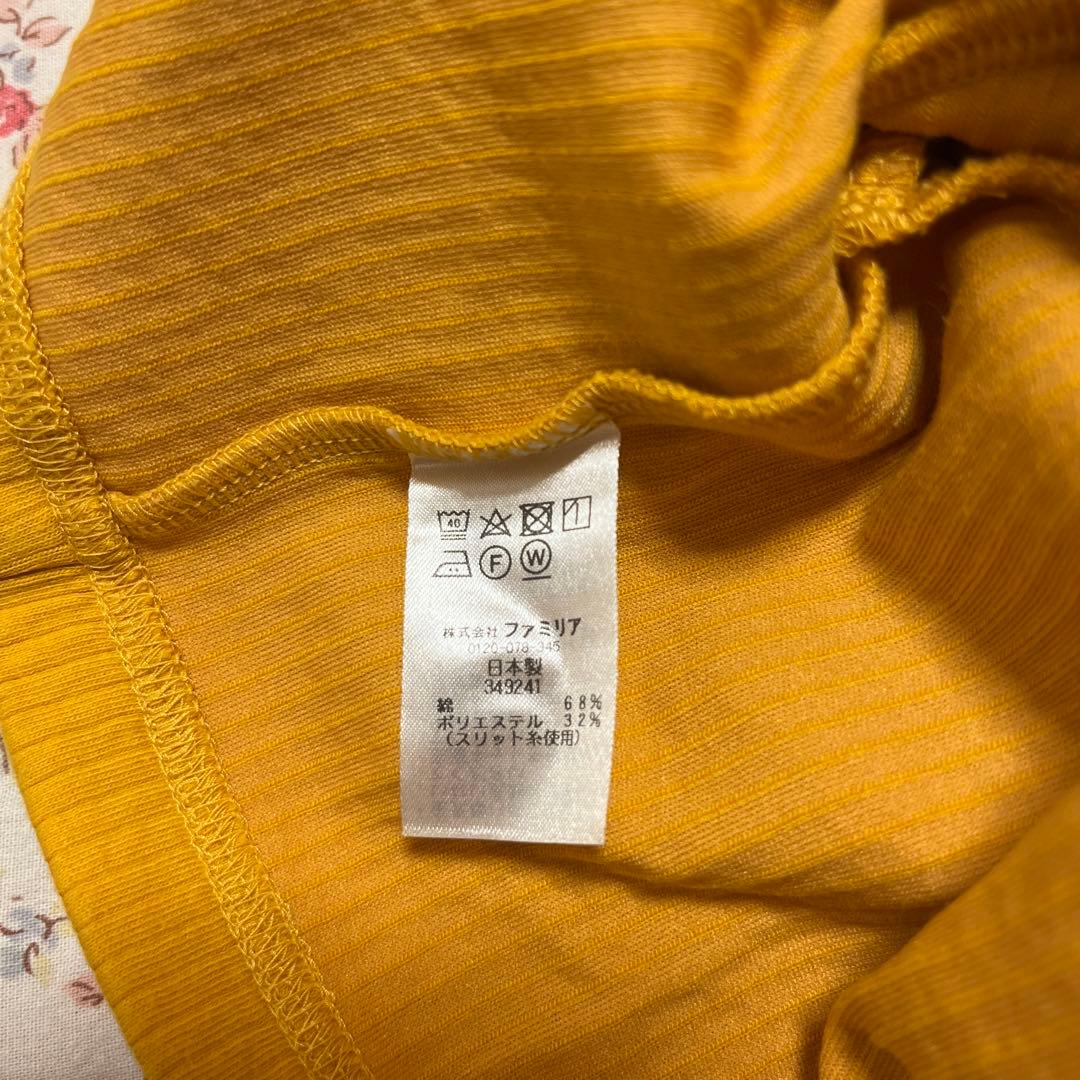 40
F W
株式会社 ファミリア
0120-078-345
日本製
349241
綿 68%
ポリエステル 32%
(スリット糸使用)